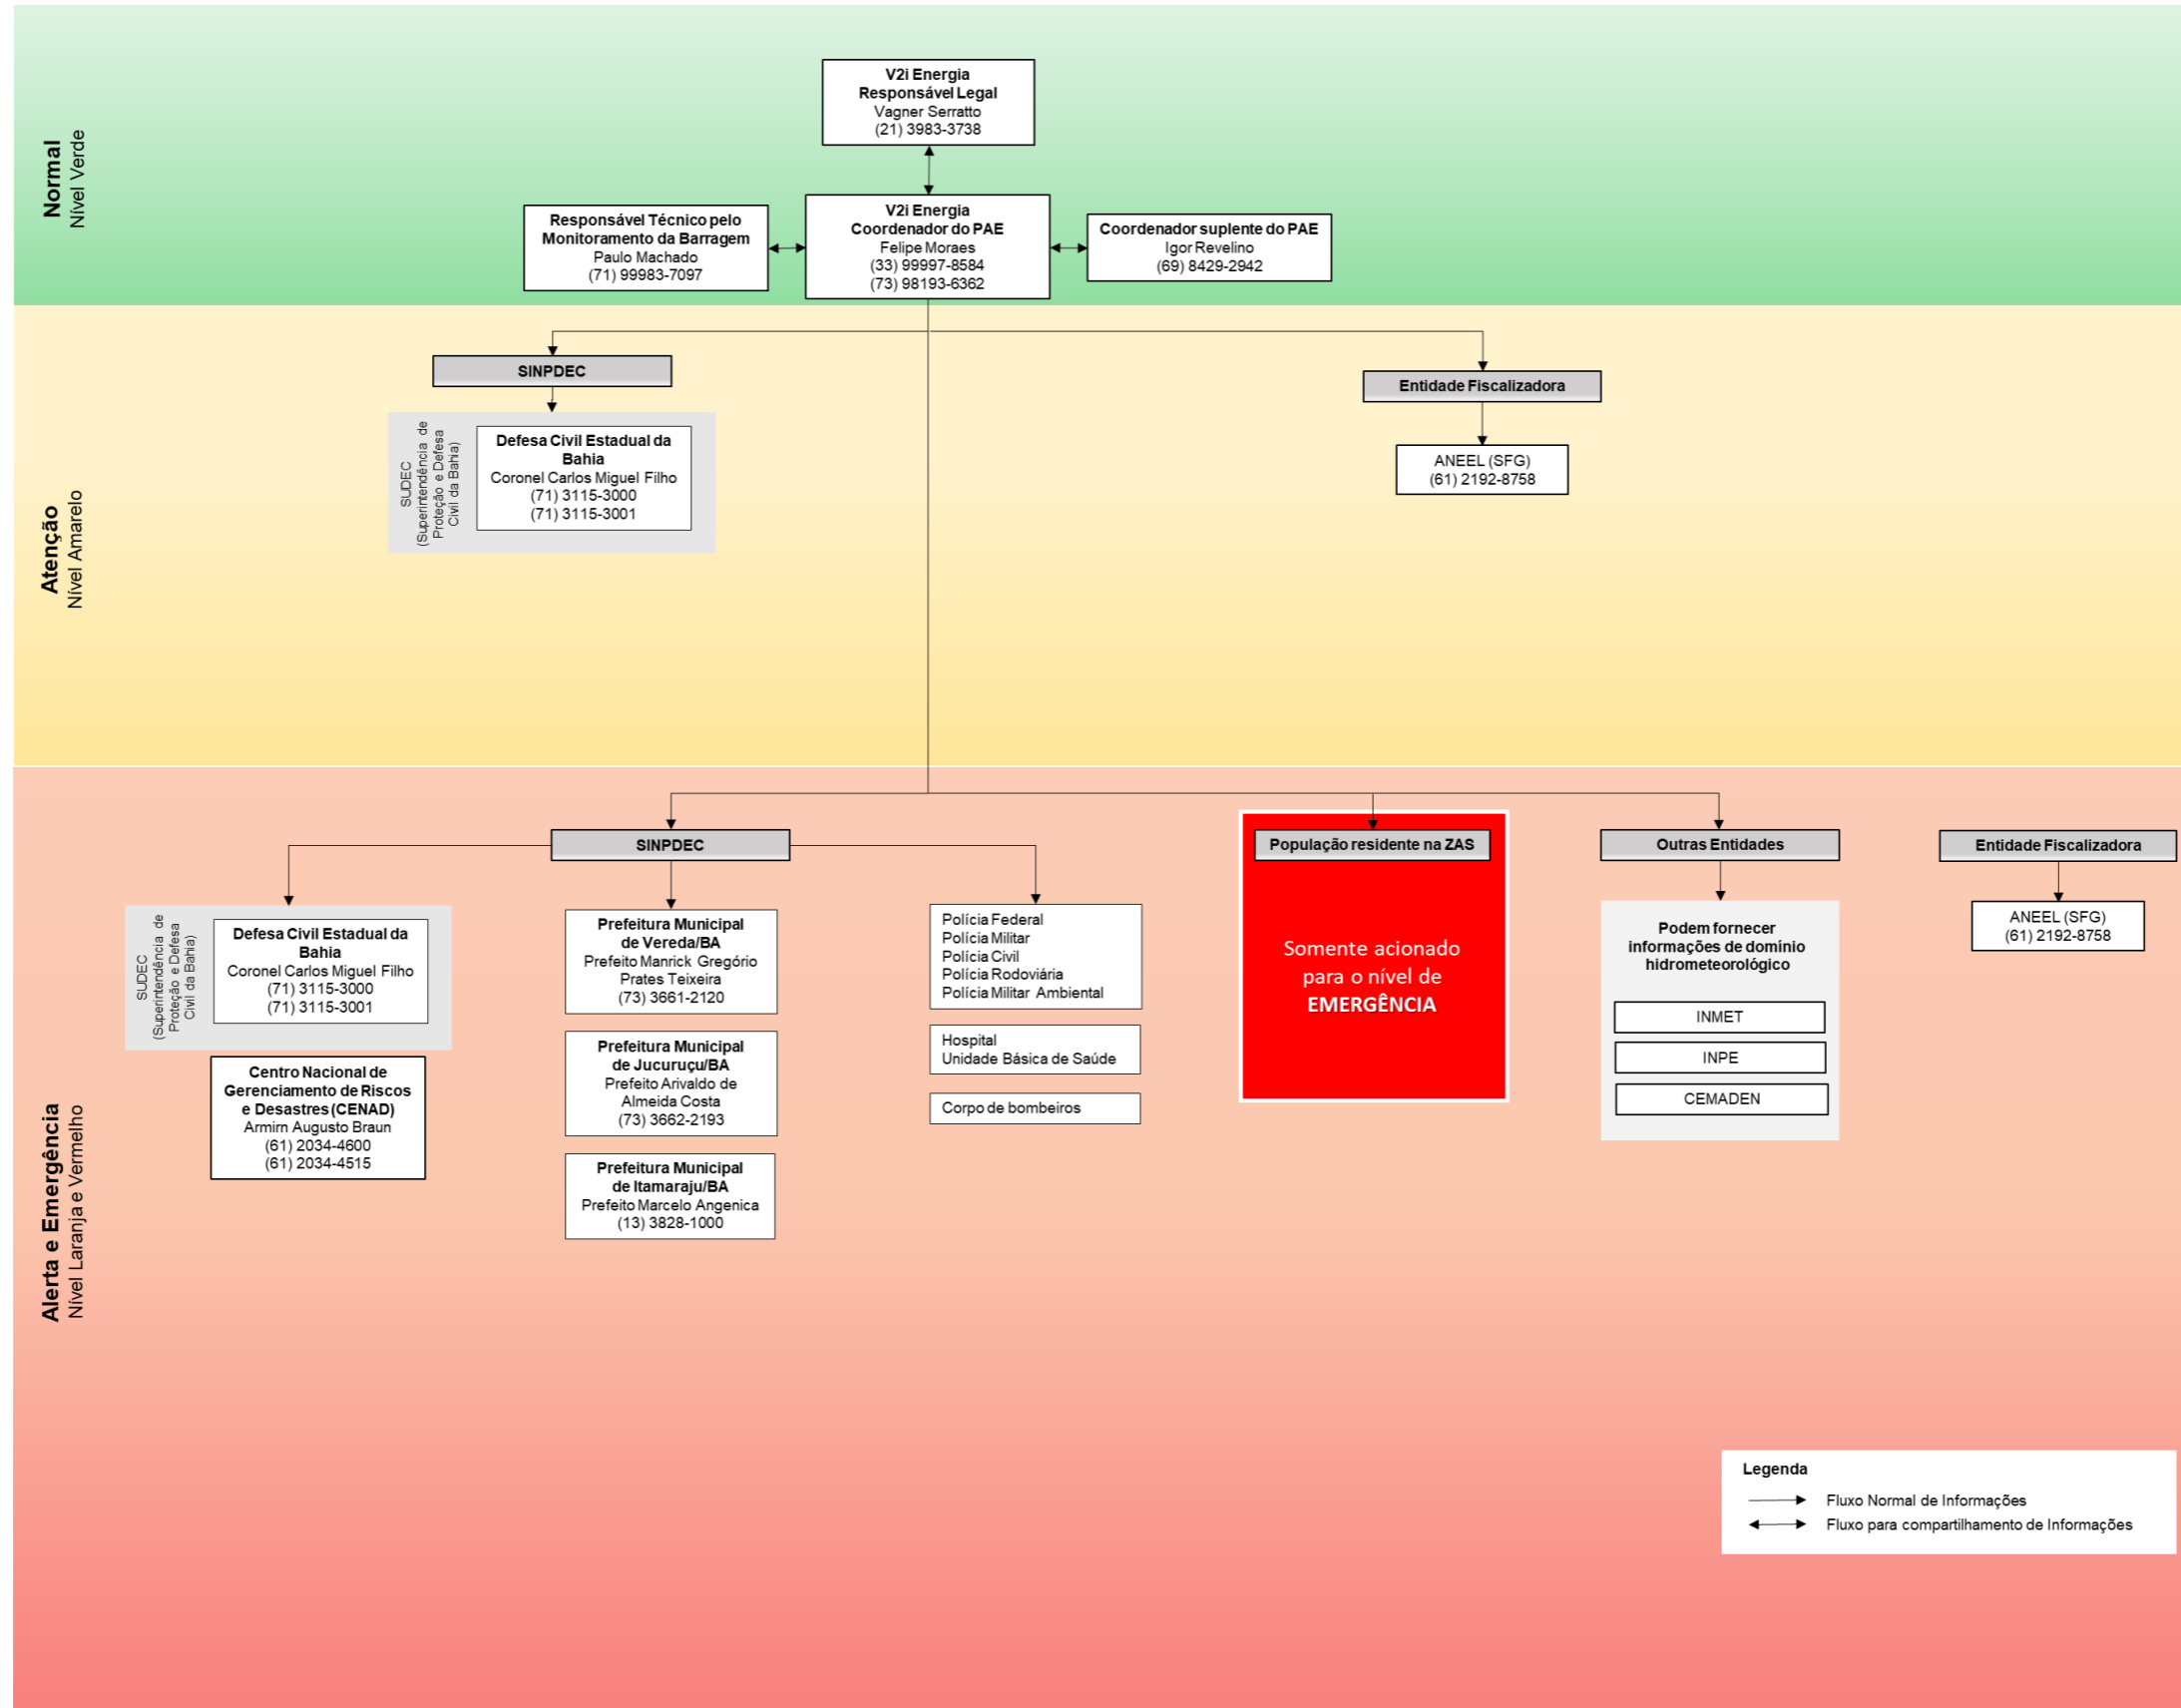 Normal
Nível Verde
V2i Energia
Responsável Legal
Vagner Serratto
(21) 3983-3738
Responsável Técnico pelo
Monitoramento da Barragem
Paulo Machado
(71) 99983-7097
V2i Energia
Coordenador do PAE
Felipe Moraes
(33) 99997-8584
(73) 98193-6362
Coordenador suplente do PAE
Igor Revelino
(69) 8429-2942
Atenção
Nível Amarelo
SINPDEC
SUDEC
(Superintendência de
Proteção e Defesa
Civil da Bahia)
Defesa Civil Estadual da
Bahia
Coronel Carlos Miguel Filho
(71) 3115-3000
(71) 3115-3001
Entidade Fiscalizadora
ANEEL (SFG)
(61) 2192-8758
Alerta e Emergência
Nível Laranja e Vermelho
SINPDEC
SUDEC
(Superintendência de
Proteção e Defesa
Civil da Bahia)
Defesa Civil Estadual da
Bahia
Coronel Carlos Miguel Filho
(71) 3115-3000
(71) 3115-3001
Centro Nacional de
Gerenciamento de Riscos
e Desastres (CENAD)
Armirn Augusto Braun
(61) 2034-4600
(61) 2034-4515
Prefeitura Municipal
de Vereda/BA
Prefeito Manrick Gregório
Prates Teixeira
(73) 3661-2120
Prefeitura Municipal
de Jucuruçu/BA
Prefeito Arivaldo de
Almeida Costa
(73) 3662-2193
Prefeitura Municipal
de Itamaraju/BA
Prefeito Marcelo Angenica
(13) 3828-1000
Polícia Federal
Polícia Militar
Polícia Civil
Polícia Rodoviária
Polícia Militar Ambiental
Hospital
Unidade Básica de Saúde
Corpo de bombeiros
População residente na ZAS
Somente acionado
para o nível de
EMERGÊNCIA
Outras Entidades
Podem fornecer
informações de domínio
hidrometeorológico
INMET
INPE
CEMADEN
Entidade Fiscalizadora
ANEEL (SFG)
(61) 2192-8758
Legenda
Fluxo Normal de Informações
Fluxo para compartilhamento de Informações